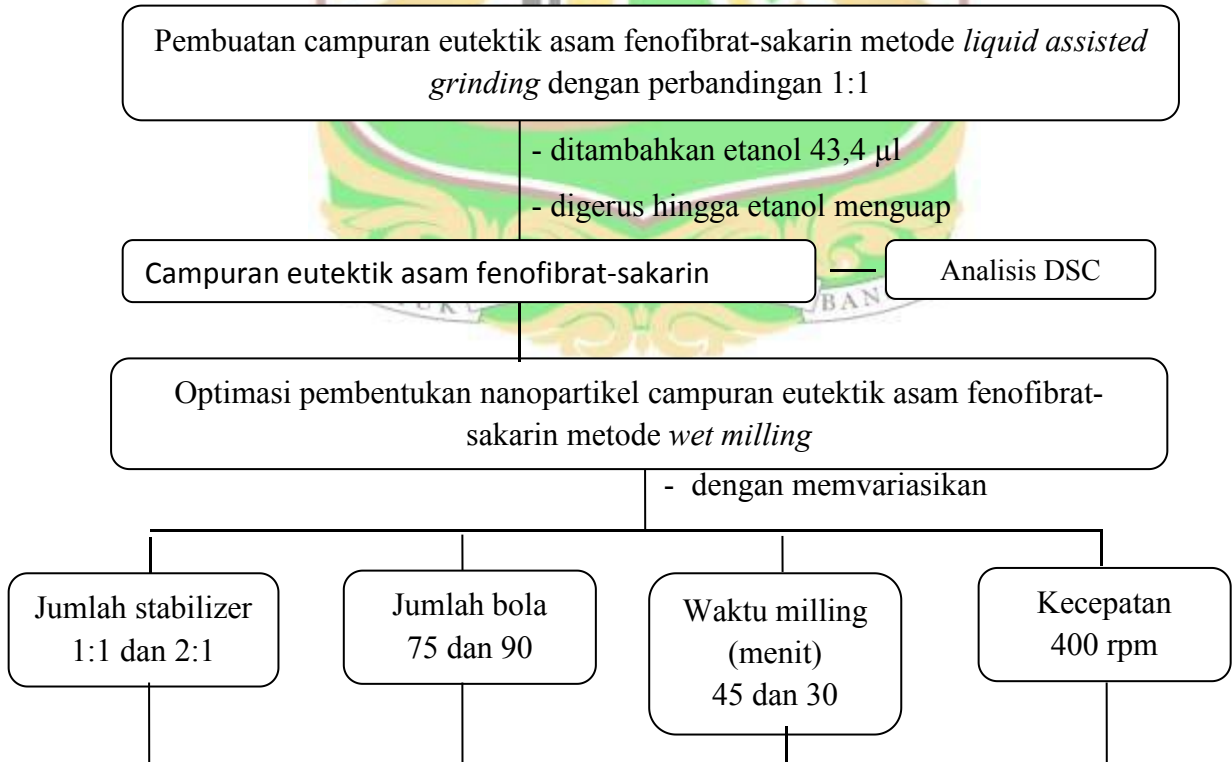 Pembuatan campuran eutektik asam fenofibrat-sakarin metode liquid assisted
grinding dengan perbandingan 1:1
- ditambahkan etanol 43,4 µl
- digerus hingga etanol menguap
Campuran eutektik asam fenofibrat-sakarin
Analisis DSC
UK
BAN
Optimasi pembentukan nanopartikel campuran eutektik asam fenofibrat-
sakarin metode wet milling
- dengan memvariasikan
Jumlah stabilizer
1:1 dan 2:1
Jumlah bola
75 dan 90
Waktu milling
(menit)
45 dan 30
Kecepatan
400 rpm